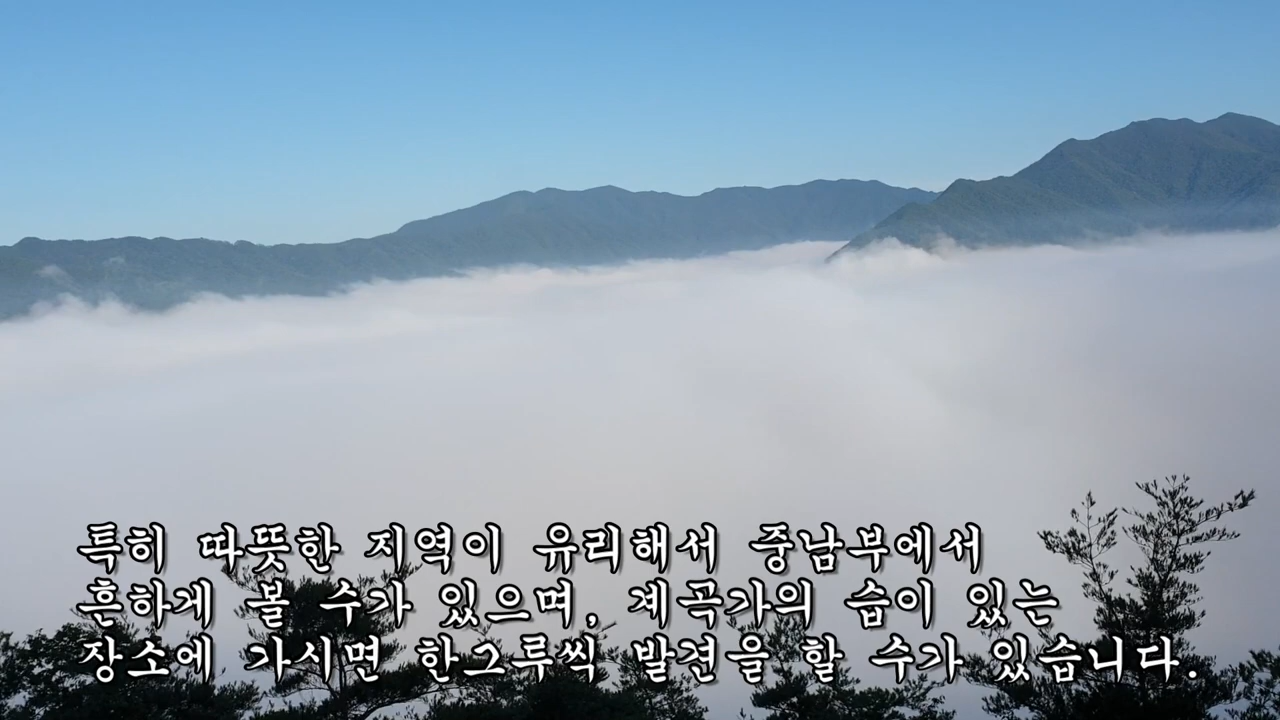 특히 따뜻한 지역이 유리해서 중남부에서
흔하게 볼 수가 있으며, 계곡가의 습이 있는
장소에 가시면 한그루씩 발견을 할 수가 있습니다.